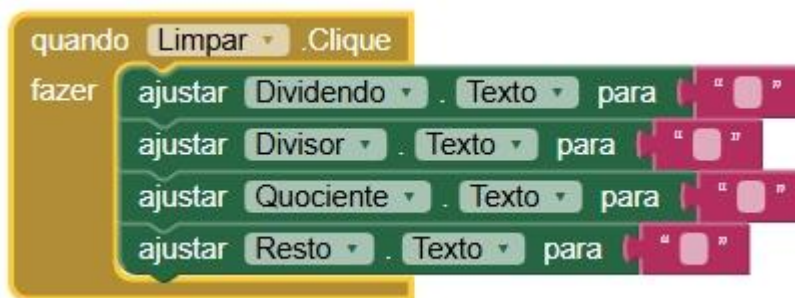 quando Limpar .Clique
fazer ajustar Dividendo . Texto para “ ”
ajustar Divisor . Texto para “ ”
ajustar Quociente . Texto para “ ”
ajustar Resto . Texto para “ ”